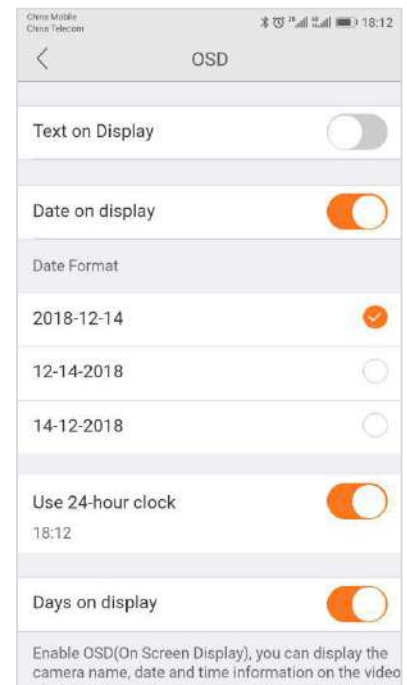 China Mobile
China Telecom
18:12
OSD
Text on Display
Date on display
Date Format
2018-12-14
12-14-2018
14-12-2018
Use 24-hour clock
18:12
Days on display
Enable OSD(On Screen Display), you can display the
camera name, date and time information on the video